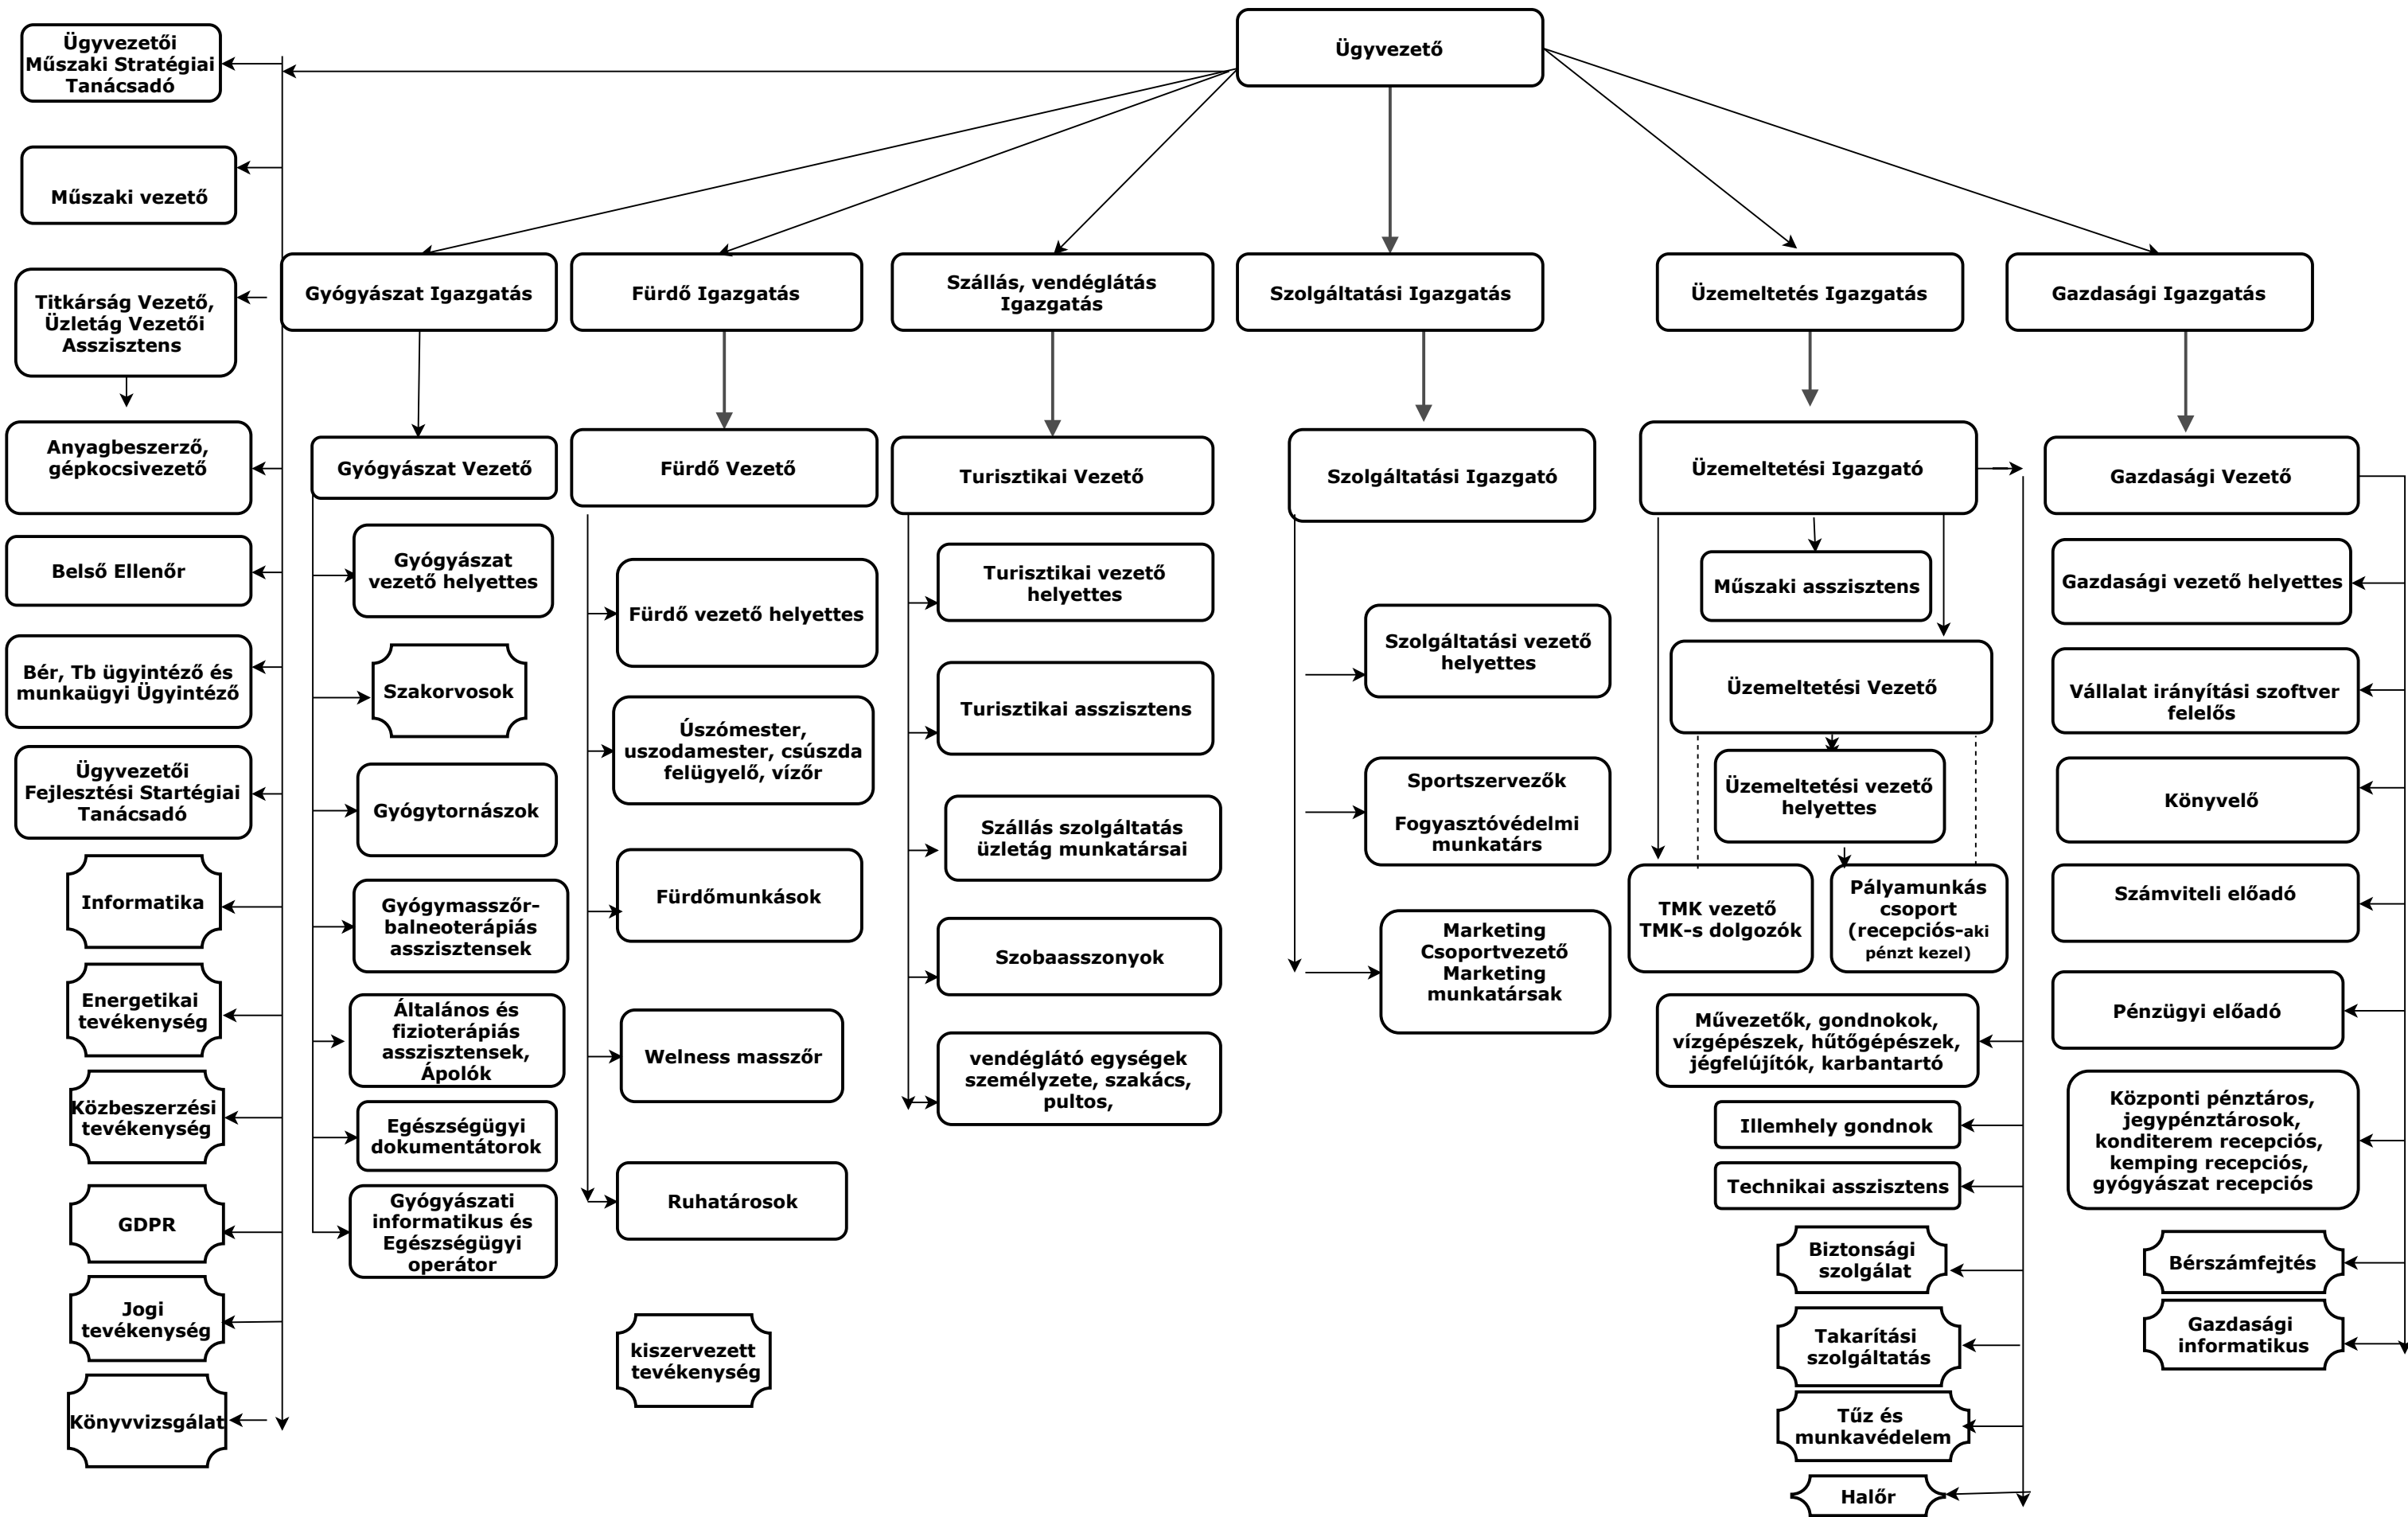 Ügyvezető
Ügyvezetői
Műszaki Stratégiai
Tanácsadó
Műszaki vezető
Titkárság Vezető,
Üzletág Vezetői
Asszisztens
Anyagbeszerző,
gépkocsivezető
Belső Ellenőr
Bér, Tb ügyintéző és
munkaügyi Ügyintéző
Ügyvezetői
Fejlesztési Startégiai
Tanácsadó
Informatika
Energetikai
tevékenység
Közbeszerzési
tevékenység
GDPR
Jogi
tevékenység
Könyvvizsgálat
Gyógyászat Igazgatás
Gyógyászat Vezető
Gyógyászat
vezető helyettes
Szakorvosok
Gyógytornászok
Gyógymasszőr-
balneoterápiás
asszisztensek
Általános és
fizioterápiás
asszisztensek,
Ápolók
Egészségügyi
dokumentátorok
Gyógyászati
informatikus és
Egészségügyi
operátor
Fürdő Igazgatás
Fürdő Vezető
Fürdő vezető helyettes
Úszómester,
uszodamester, csúszda
felügyelő, vízőr
Fürdőmunkások
Welness masszőr
Ruhatárosok
kiszervezett
tevékenység
Szállás, vendéglátás
Igazgatás
Turisztikai Vezető
Turisztikai vezető
helyettes
Turisztikai asszisztens
Szállás szolgáltatás
üzletág munkatársai
Szobaasszonyok
vendéglátó egységek
személyzete, szakács,
pultos,
Szolgáltatási Igazgatás
Szolgáltatási Igazgató
Szolgáltatási vezető
helyettes
Sportszervezők
Fogyasztóvédelmi
munkatárs
Marketing
Csoportvezető
Marketing
munkatársak
Üzemeltetés Igazgatás
Üzemeltetési Igazgató
Műszaki asszisztens
Üzemeltetési Vezető
Üzemeltetési vezető
helyettes
TMK vezető
TMK-s dolgozók
Pályamunkás
csoport
(recepciós-aki
pénzt kezel)
Művezetők, gondnokok,
vízgépészek, hűtőgépészek,
jégfelújítók, karbantartó
Illemhely gondnok
Technikai asszisztens
Biztonsági
szolgálat
Takarítási
szolgáltatás
Tűz és
munkavédelem
Halőr
Gazdasági Igazgatás
Gazdasági Vezető
Gazdasági vezető helyettes
Vállalat irányítási szoftver
felelős
Könyvelő
Számviteli előadó
Pénzügyi előadó
Központi pénztáros,
jegypénztárosok,
konditerem recepciós,
kemping recepciós,
gyógyászat recepciós
Bérszámfejtés
Gazdasági
informatikus